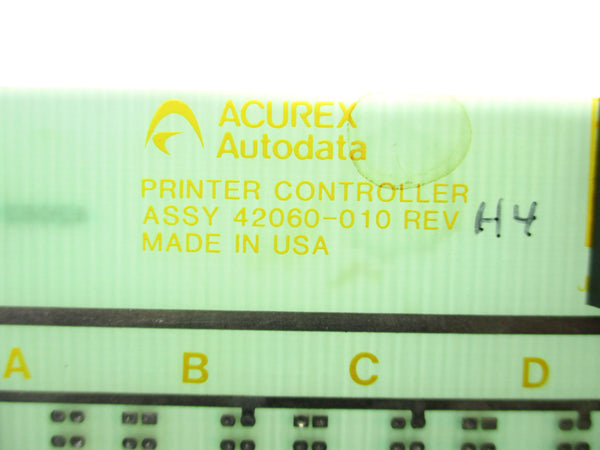 ACUREX
Autodata
PRINTER CONTROLLER
ASSY 42060-010 REV H4
MADE IN USA
J
A B C D